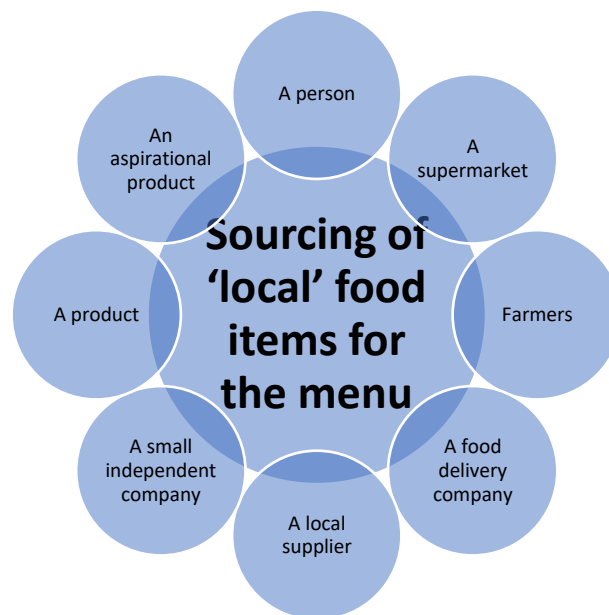 A person
A
supermarket
Farmers
A food
delivery
company
A local
supplier
A small
independent
company
A product
An
aspirational
product
Sourcing of
‘local’ food
items for
the menu